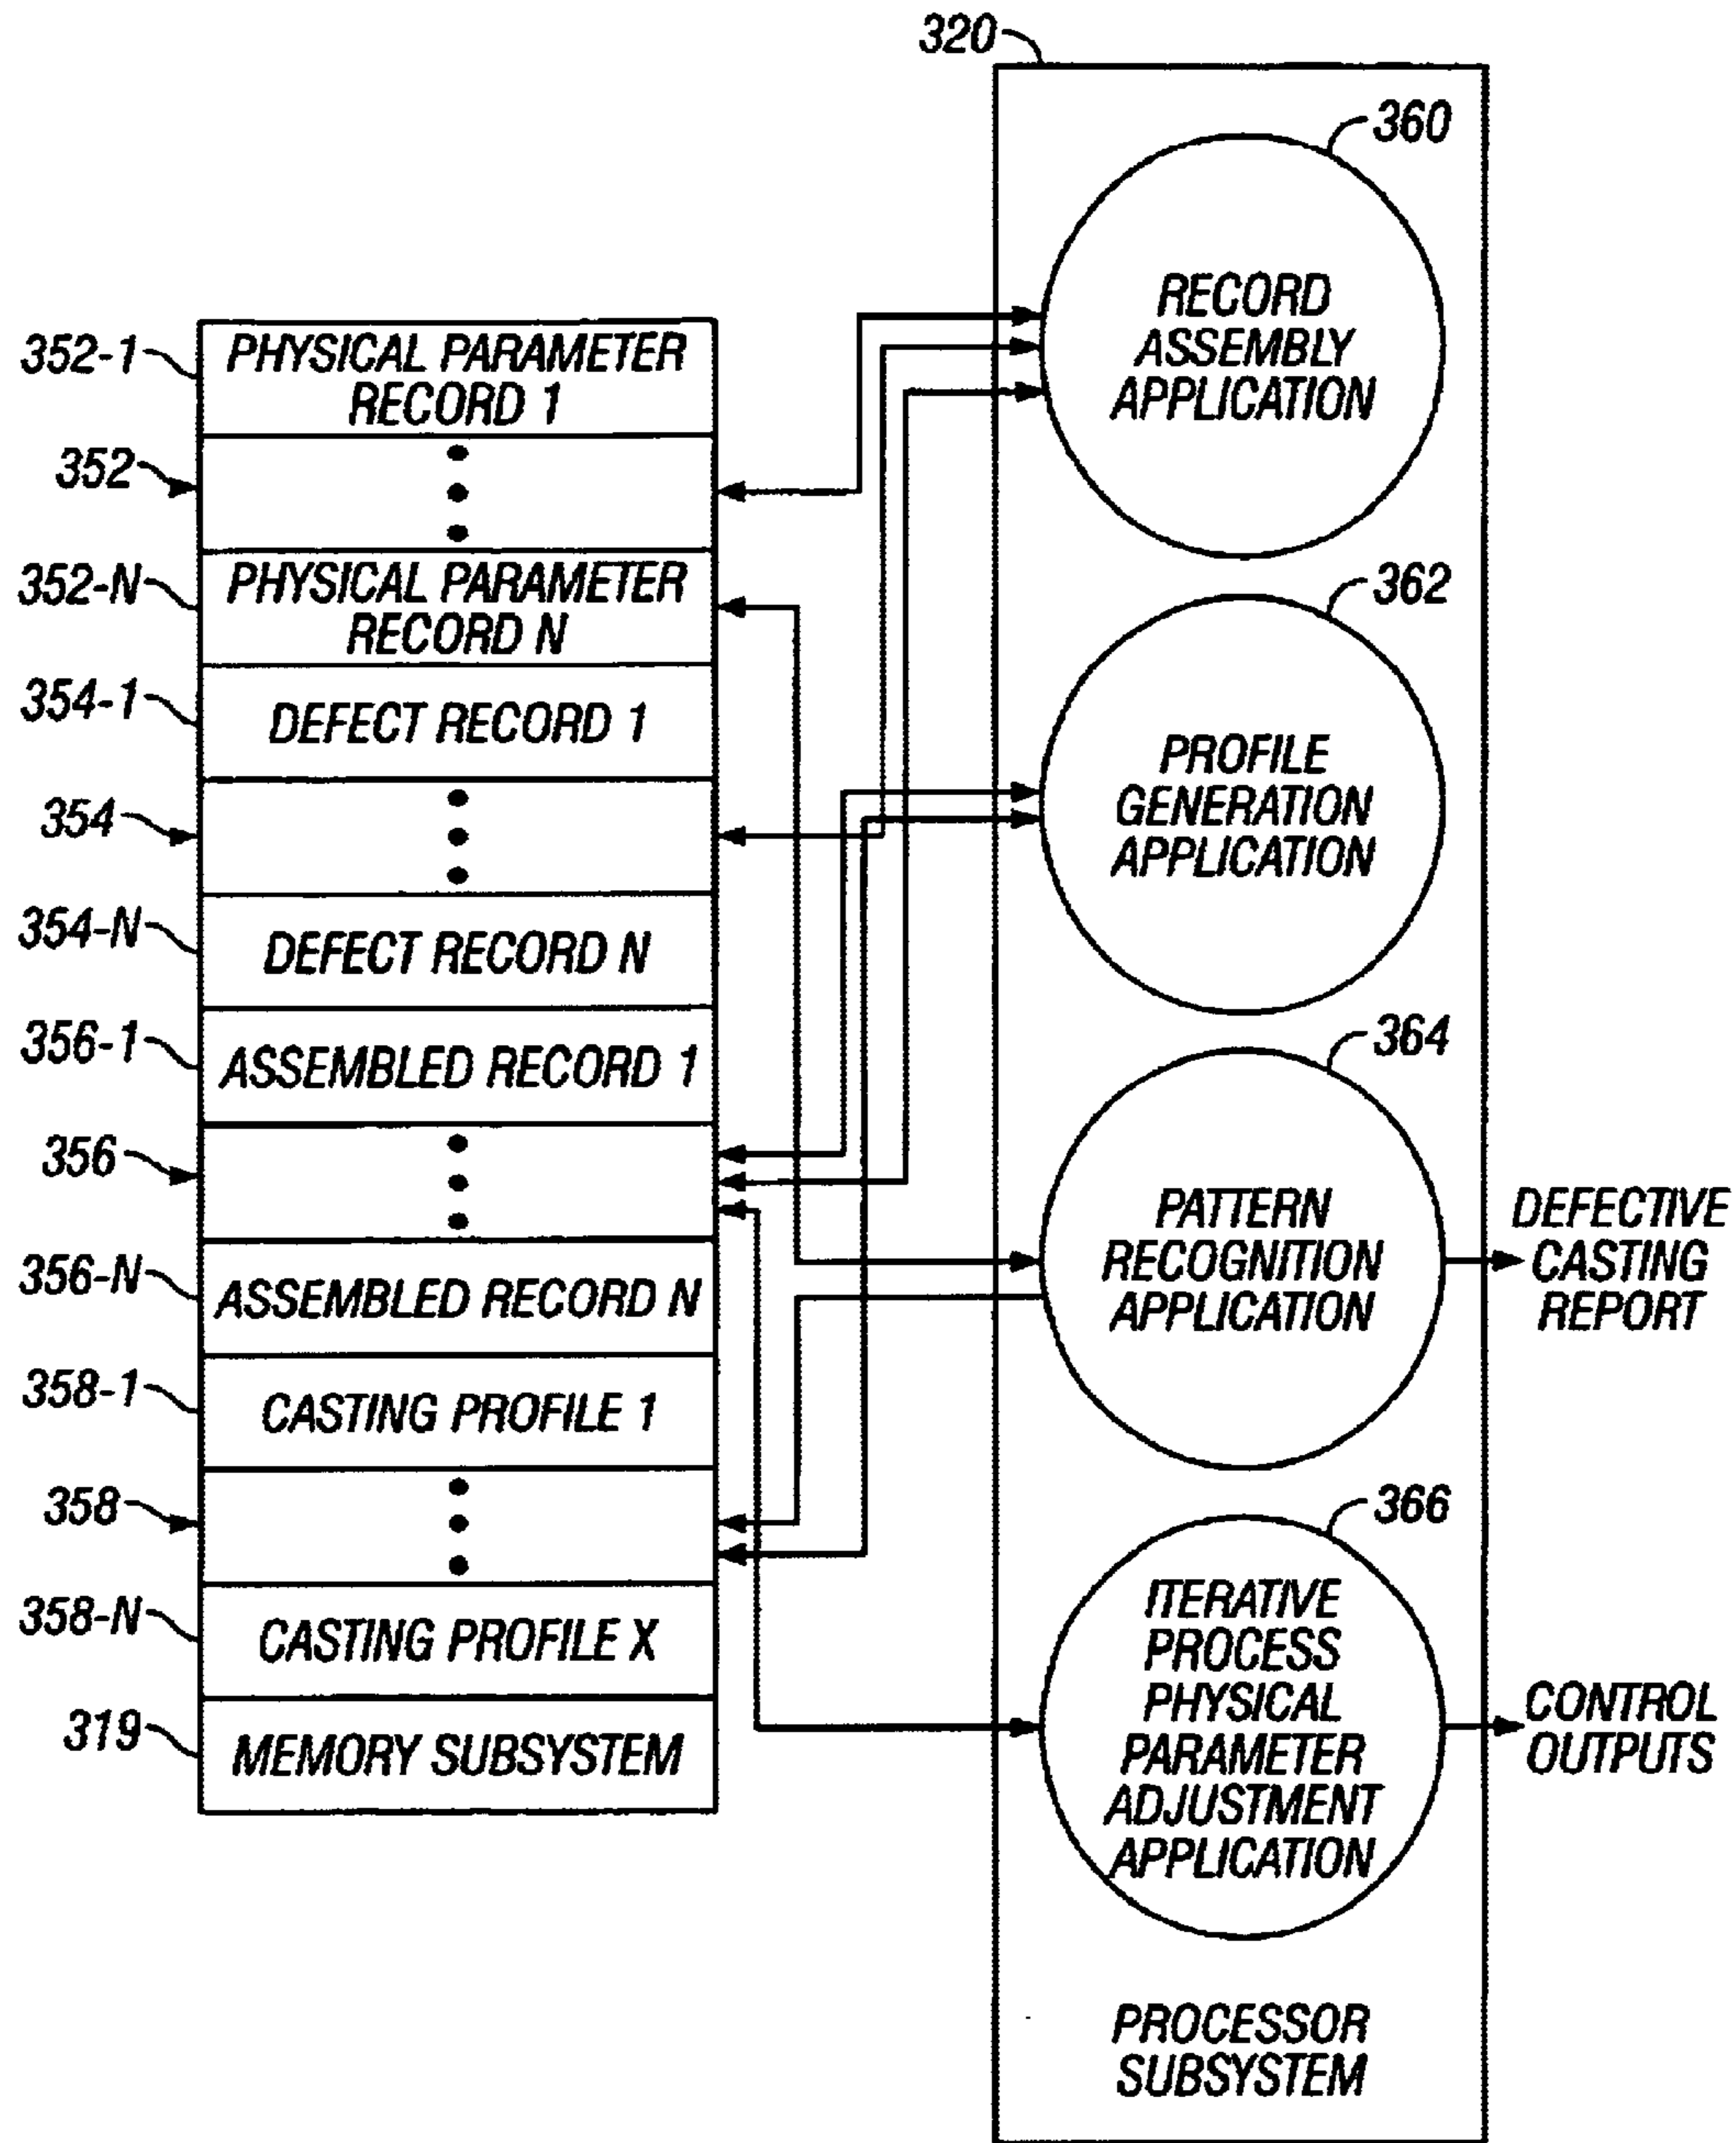 320
360
RECORD
ASSEMBLY
APPLICATION
352-1
PHYSICAL PARAMETER
RECORD 1
352
352-N
PHYSICAL PARAMETER
RECORD N
354-1
DEFECT RECORD 1
354
354-N
DEFECT RECORD N
356-1
ASSEMBLED RECORD 1
356
356-N
ASSEMBLED RECORD N
358-1
CASTING PROFILE 1
358
358-N
CASTING PROFILE X
319
MEMORY SUBSYSTEM
362
PROFILE
GENERATION
APPLICATION
364
PATTERN
RECOGNITION
APPLICATION
DEFECTIVE
CASTING
REPORT
366
ITERATIVE
PROCESS
PHYSICAL
PARAMETER
ADJUSTMENT
APPLICATION
CONTROL
OUTPUTS
PROCESSOR
SUBSYSTEM